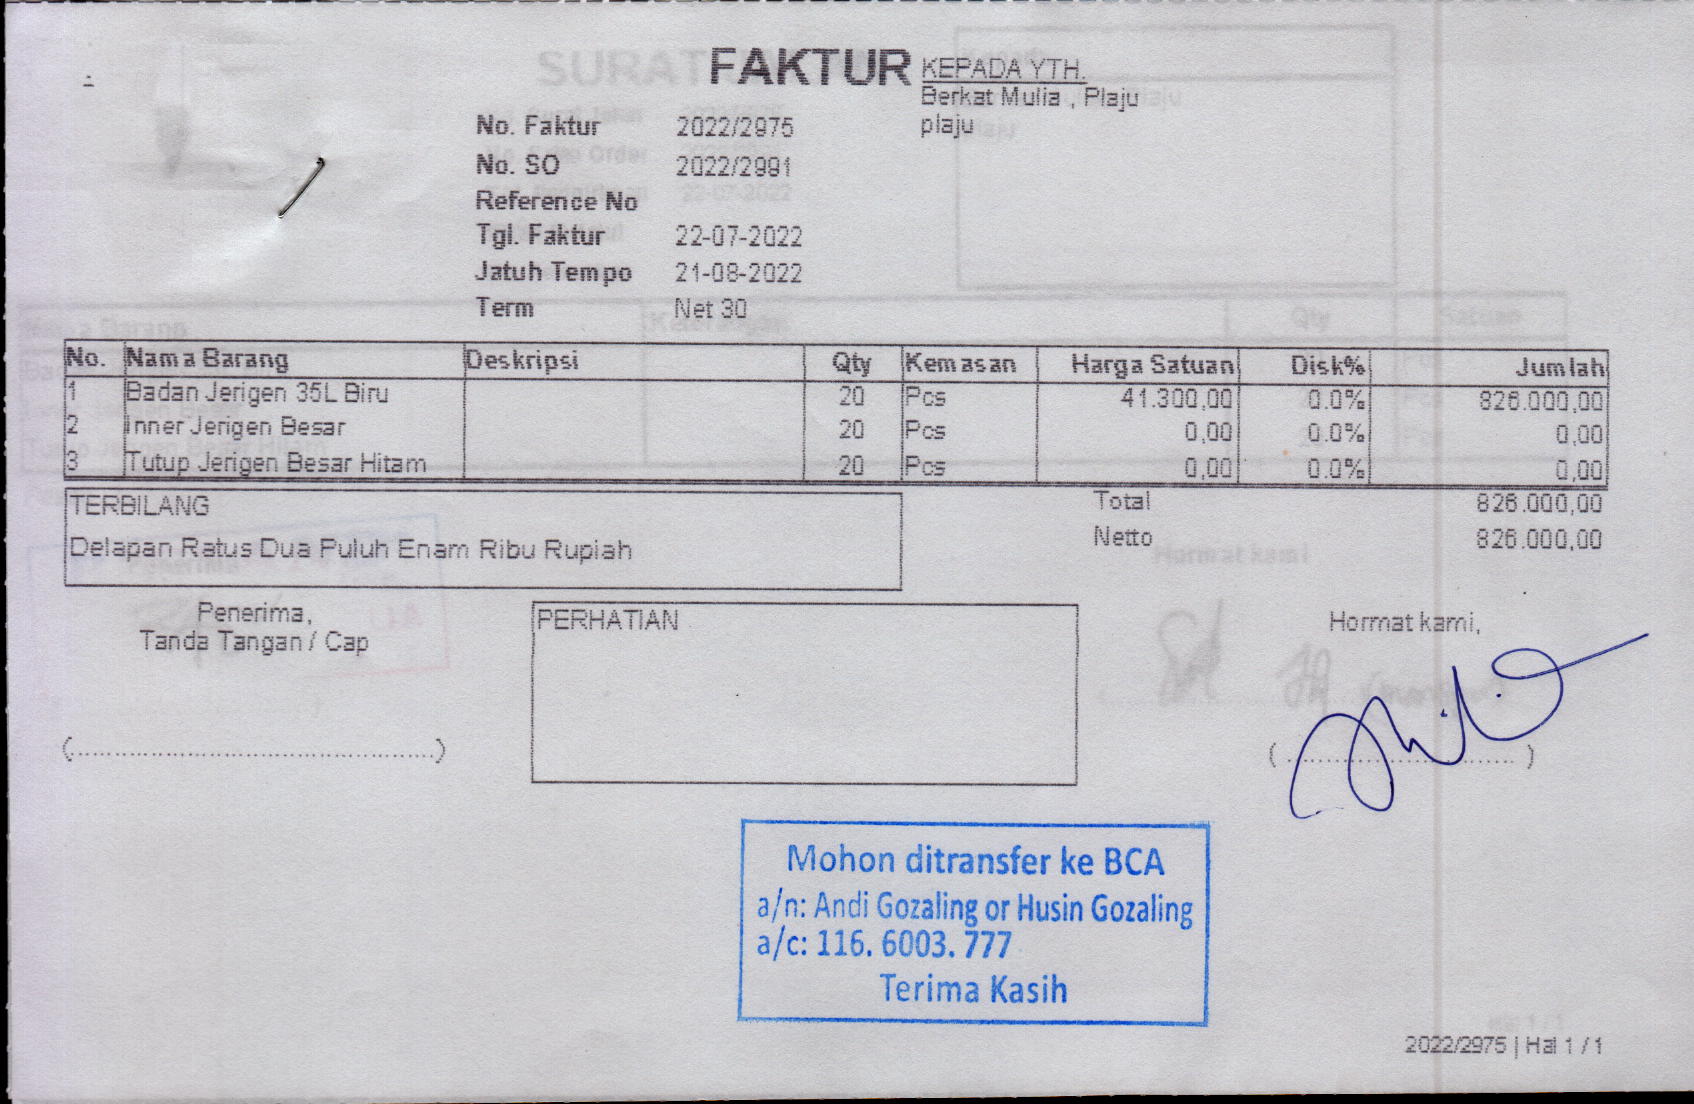 FAKTUR
KEPADA YTH.
Berkat Mulia , Plaju
plaju
No. Faktur 2022/2975
No. SO 2022/2991
Reference No
Tgl. Faktur 22-07-2022
Jatuh Tempo 21-08-2022
Term Net 30
No. Nama Barang Deskripsi Qty Kemasan Harga Satuan Disk% Jumlah
1 Badan Jerigen 35L Biru 20 Pcs 41.300,00 0.0% 826.000,00
2 Inner Jerigen Besar 20 Pcs 0,00 0.0% 0,00
3 Tutup Jerigen Besar Hitam 20 Pcs 0,00 0.0% 0,00
Total 826.000,00
Netto 826.000,00
TERBILANG
Delapan Ratus Dua Puluh Enam Ribu Rupiah
Penerima,
Tanda Tangan / Cap
(..........................................)
PERHATIAN
Hormat kami,
(..............................)
Mohon ditransfer ke BCA
a/n: Andi Gozaling or Husin Gozaling
a/c: 116. 6003. 777
Terima Kasih
2022/2975 | Hal 1 / 1